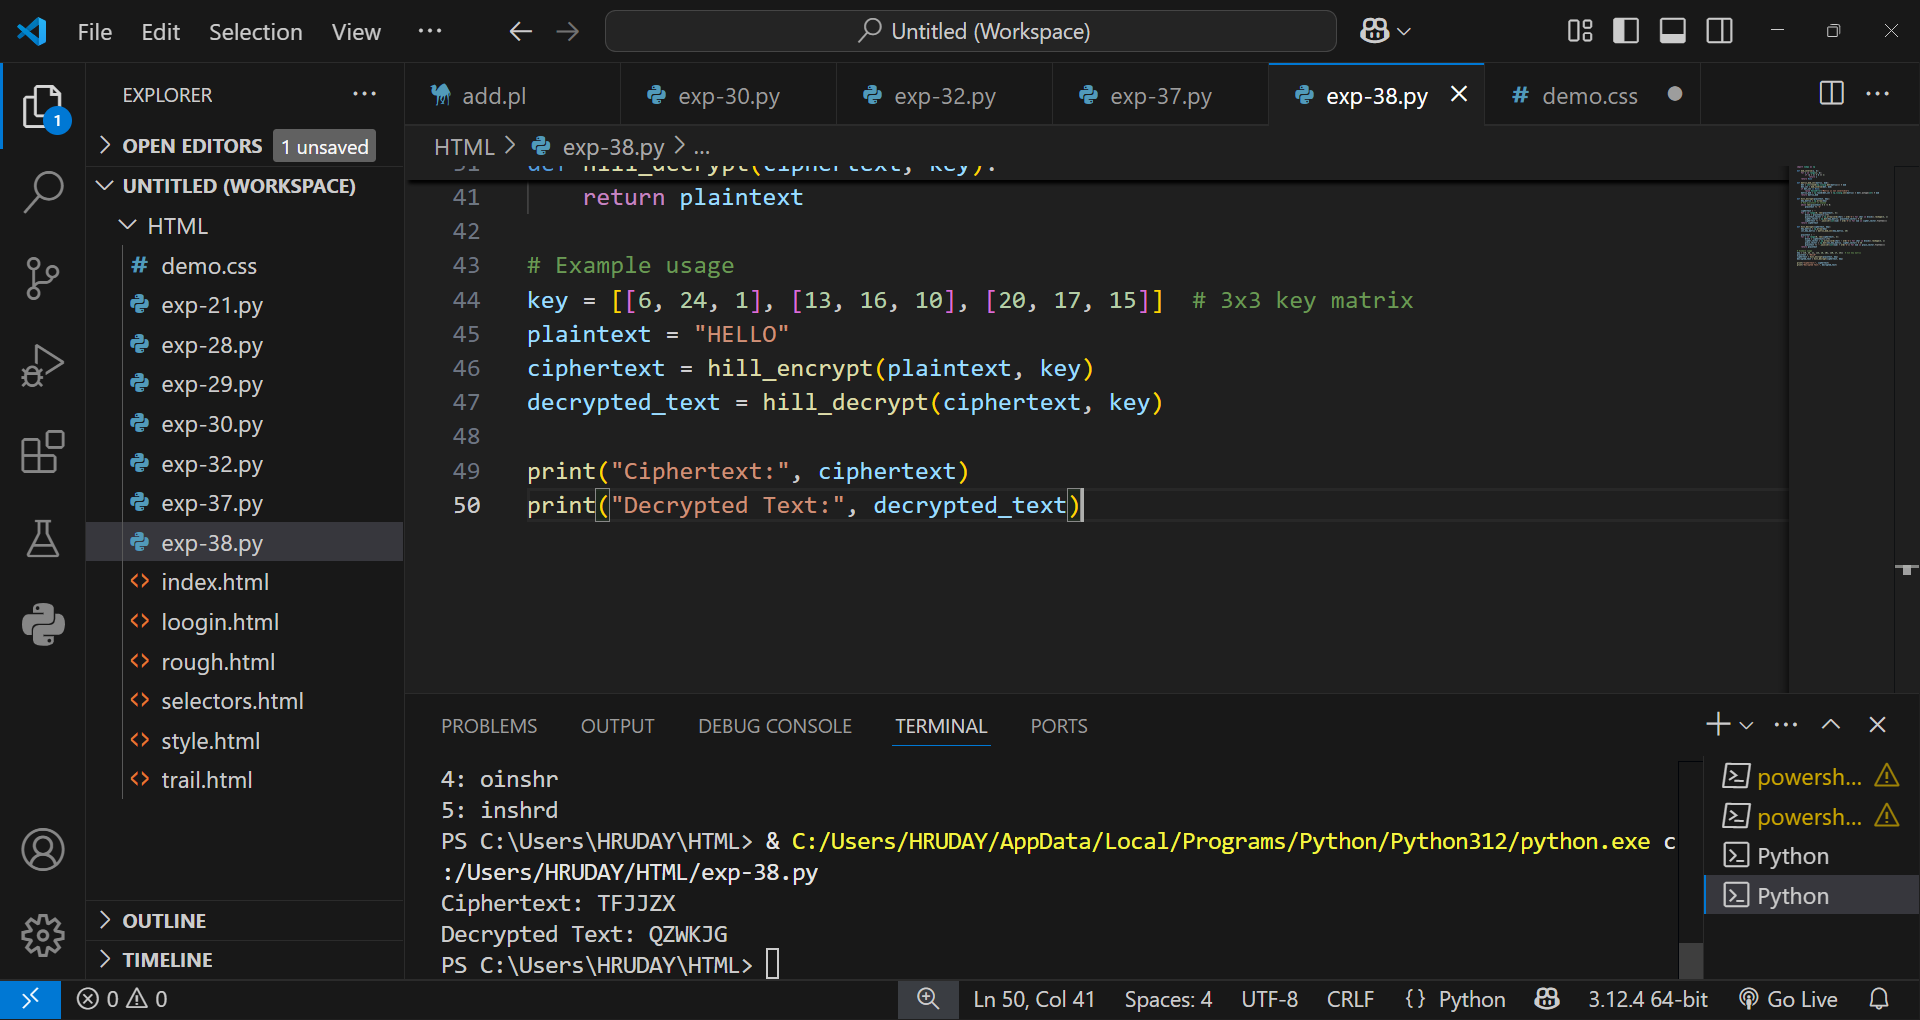 File Edit Selection View ··· Untitled (Workspace)
EXPLORER
1
OPEN EDITORS 1 unsaved
UNTITLED (WORKSPACE)
HTML
demo.css
exp-21.py
exp-28.py
exp-29.py
exp-30.py
exp-32.py
exp-37.py
exp-38.py
index.html
loogin.html
rough.html
selectors.html
style.html
trail.html
OUTLINE
TIMELINE
add.pl exp-30.py exp-32.py exp-37.py exp-38.py # demo.css
HTML > exp-38.py > ...
31 def hill_decrypt(ciphertext, key):
41 return plaintext
42
43 # Example usage
44 key = [[6, 24, 1], [13, 16, 10], [20, 17, 15]] # 3x3 key matrix
45 plaintext = "HELLO"
46 ciphertext = hill_encrypt(plaintext, key)
47 decrypted_text = hill_decrypt(ciphertext, key)
48
49 print("Ciphertext:", ciphertext)
50 print("Decrypted Text:", decrypted_text)
PROBLEMS OUTPUT DEBUG CONSOLE TERMINAL PORTS
4: oinshr
5: inshrd
PS C:\Users\HRUDAY\HTML> & C:/Users/HRUDAY/AppData/Local/Programs/Python/Python312/python.exe c
:/Users/HRUDAY/HTML/exp-38.py
Ciphertext: TFJJZX
Decrypted Text: QZWKJG
PS C:\Users\HRUDAY\HTML>
powersh...
powersh...
Python
Python
0 0 Ln 50, Col 41 Spaces: 4 UTF-8 CRLF {} Python 3.12.4 64-bit Go Live